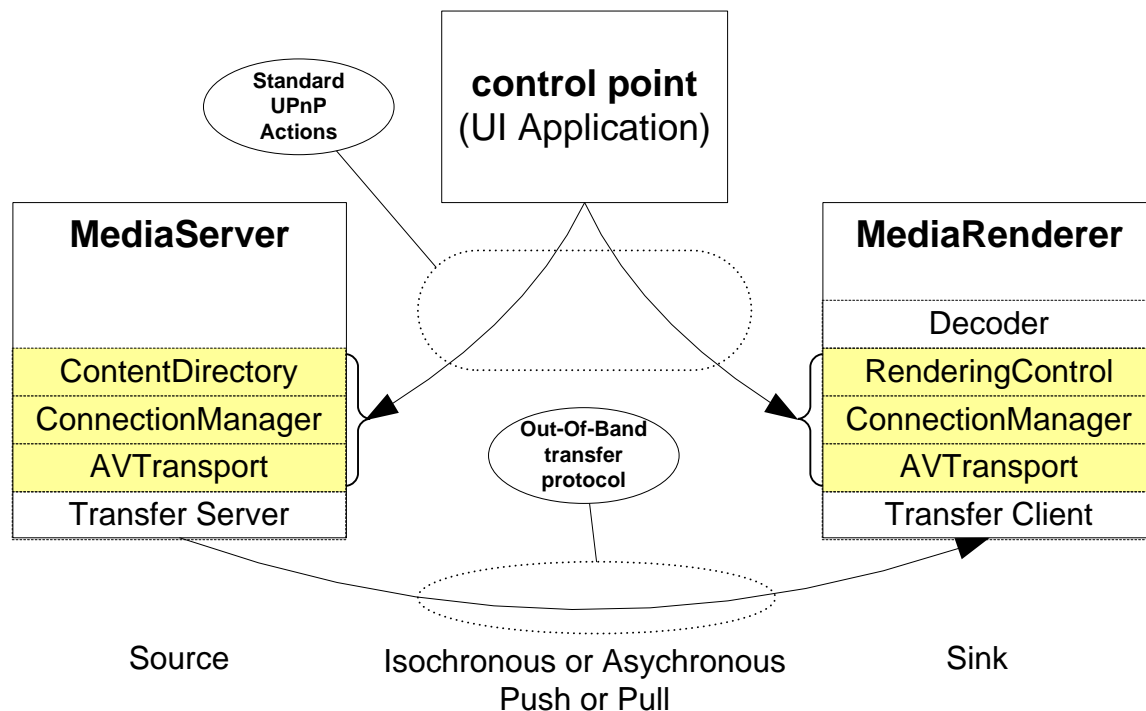 control point
(UI Application)
Standard
UPnP
Actions
MediaServer
ContentDirectory
ConnectionManager
AVTransport
Transfer Server
MediaRenderer
Decoder
RenderingControl
ConnectionManager
AVTransport
Transfer Client
Out-Of-Band
transfer
protocol
Source
Isochronous or Asychronous
Push or Pull
Sink